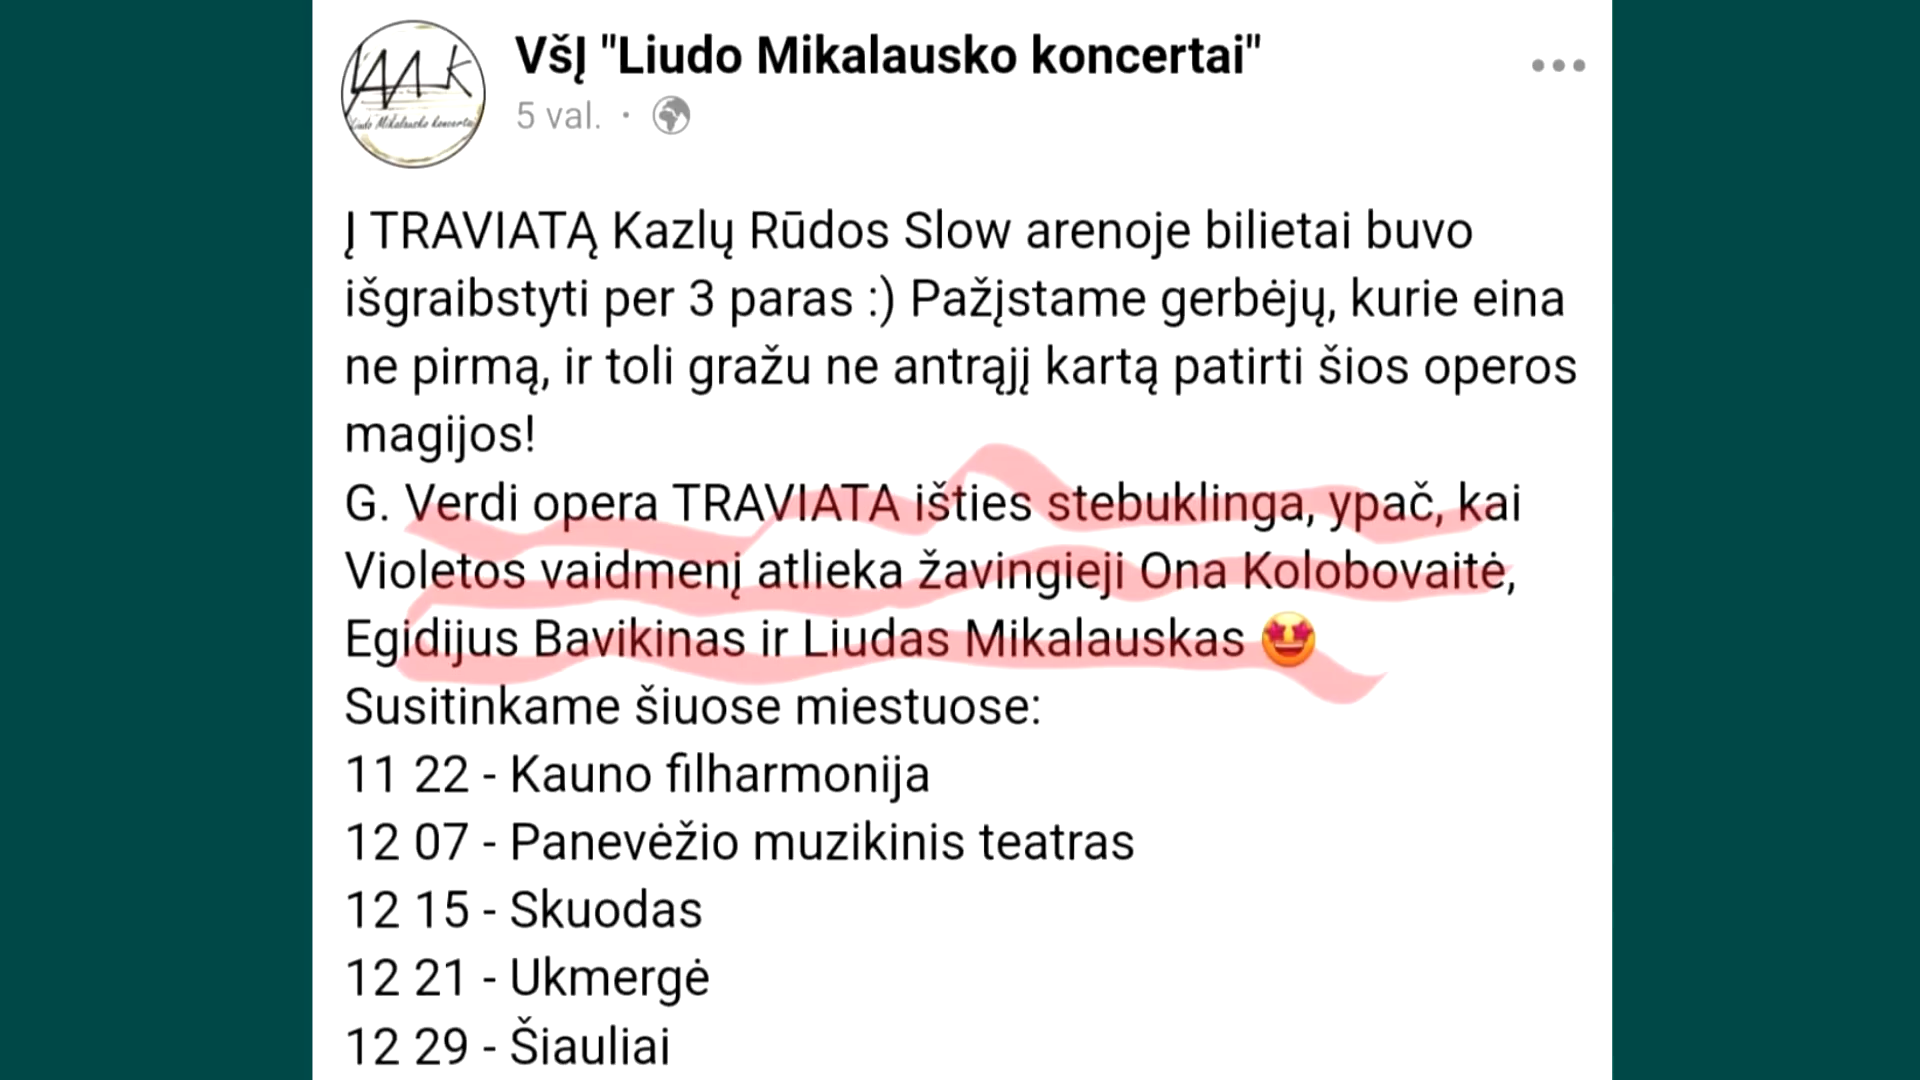 VšĮ "Liudo Mikalausko koncertai"
5 val. ·
Į TRAVIATĄ Kazlų Rūdos Slow arenoje bilietai buvo
išgraibstyti per 3 paras :) Pažįstame gerbėjų, kurie eina
ne pirmą, ir toli gražu ne antrąjį kartą patirti šios operos
magijos!
G. Verdi opera TRAVIATA išties stebuklinga, ypač, kai
Violetos vaidmenį atlieka žavingieji Ona Kolobovaitė,
Egidijus Bavikinas ir Liudas Mikalauskas 🤩
Susitinkame šiuose miestuose:
11 22 - Kauno filharmonija
12 07 - Panevėžio muzikinis teatras
12 15 - Skuodas
12 21 - Ukmergė
12 29 - Šiauliai